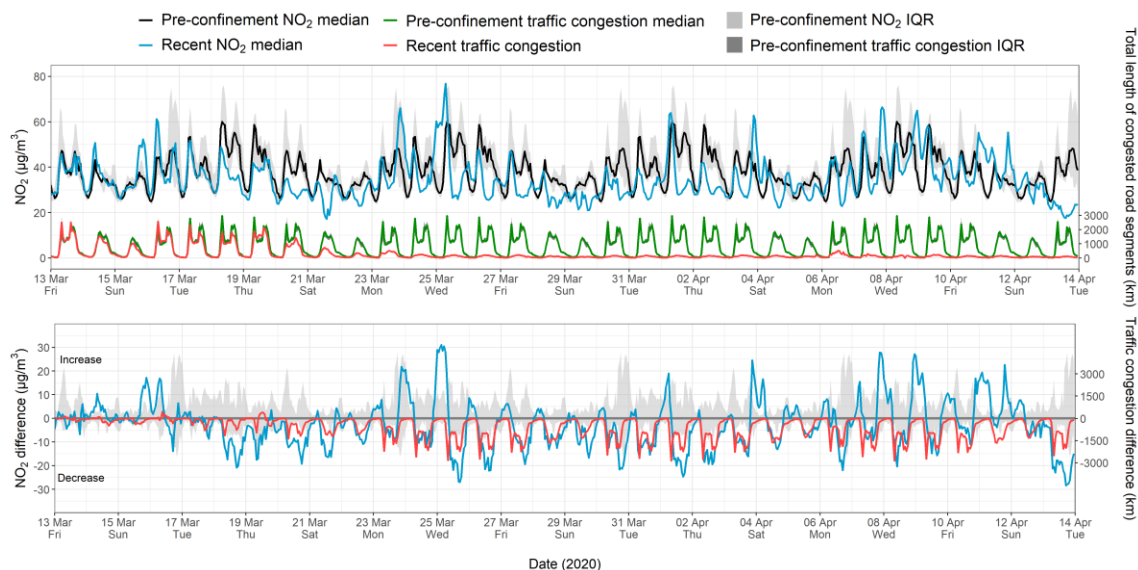 Pre-confinement NO₂ median
Pre-confinement traffic congestion median
Pre-confinement NO₂ IQR
Recent NO₂ median
Recent traffic congestion
Pre-confinement traffic congestion IQR
NO₂ (µg/m³)
80
60
40
20
0
3000
2000
1000
0
Total length of congested road segments (km)
13 Mar 15 Mar 17 Mar 19 Mar 21 Mar 23 Mar 25 Mar 27 Mar 29 Mar 31 Mar 02 Apr 04 Apr 06 Apr 08 Apr 10 Apr 12 Apr 14 Apr
Fri Sun Tue Thu Sat Mon Wed Fri Sun Tue Thu Sat Mon Wed Fri Sun Tue
NO₂ difference (µg/m³)
30
20
10
0
-10
-20
-30
Increase
Decrease
3000
1500
0
-1500
-3000
Traffic congestion difference (km)
13 Mar 15 Mar 17 Mar 19 Mar 21 Mar 23 Mar 25 Mar 27 Mar 29 Mar 31 Mar 02 Apr 04 Apr 06 Apr 08 Apr 10 Apr 12 Apr 14 Apr
Fri Sun Tue Thu Sat Mon Wed Fri Sun Tue Thu Sat Mon Wed Fri Sun Tue
Date (2020)